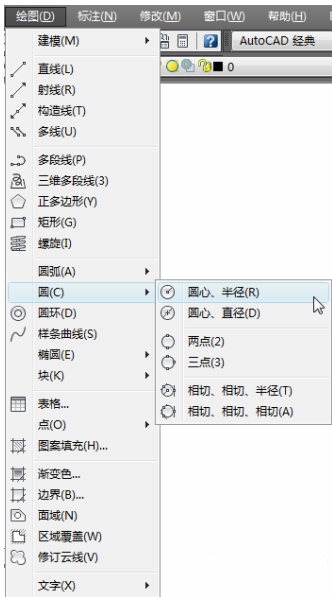 绘图(D) 标注(N) 修改(M) 窗口(W) 帮助(H)
建模(M)
AutoCAD 经典
直线(L)
0
射线(R)
构造线(T)
多线(U)
多段线(P)
三维多段线(3)
正多边形(Y)
矩形(G)
螺旋(I)
圆弧(A)
圆(C)
圆心、半径(R)
圆环(D)
圆心、直径(D)
样条曲线(S)
两点(2)
椭圆(E)
三点(3)
块(K)
相切、相切、半径(T)
表格...
相切、相切、相切(A)
点(O)
图案填充(H)...
渐变色...
边界(B)...
面域(N)
区域覆盖(W)
修订云线(V)
文字(X)